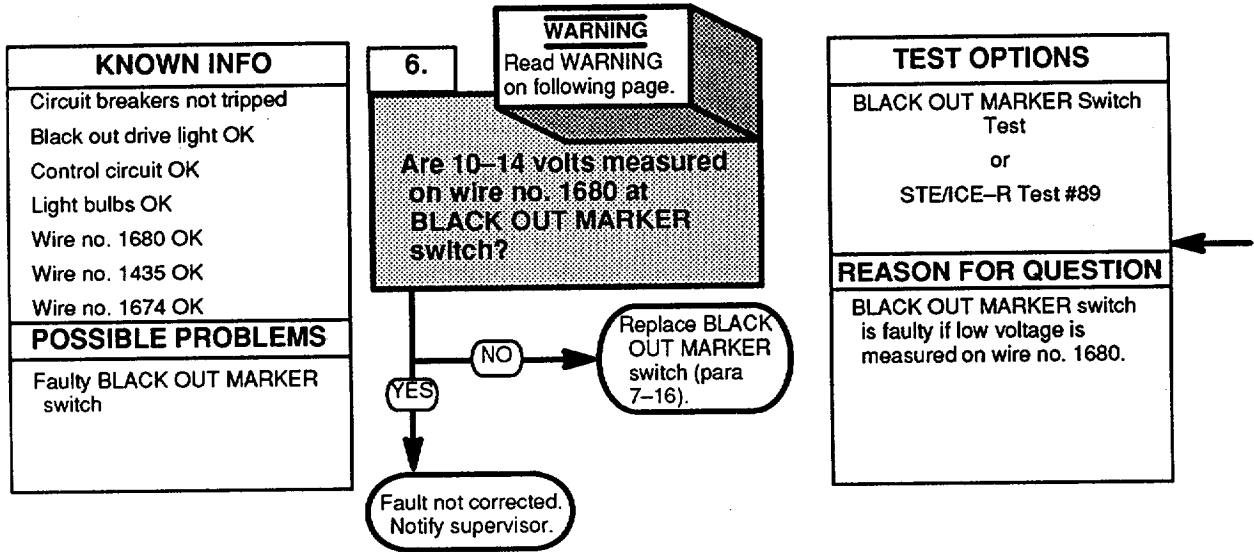 KNOWN INFO
Circuit breakers not tripped
Black out drive light OK
Control circuit OK
Light bulbs OK
Wire no. 1680 OK
Wire no. 1435 OK
Wire no. 1674 OK
POSSIBLE PROBLEMS
Faulty BLACK OUT MARKER
switch
6.
WARNING
Read WARNING
on following page.
Are 10–14 volts measured
on wire no. 1680 at
BLACK OUT MARKER
switch?
NO
Replace BLACK
OUT MARKER
switch (para
7–16).
YES
Fault not corrected.
Notify supervisor.
TEST OPTIONS
BLACK OUT MARKER Switch
Test
or
STE/ICE–R Test #89
REASON FOR QUESTION
BLACK OUT MARKER switch
is faulty if low voltage is
measured on wire no. 1680.